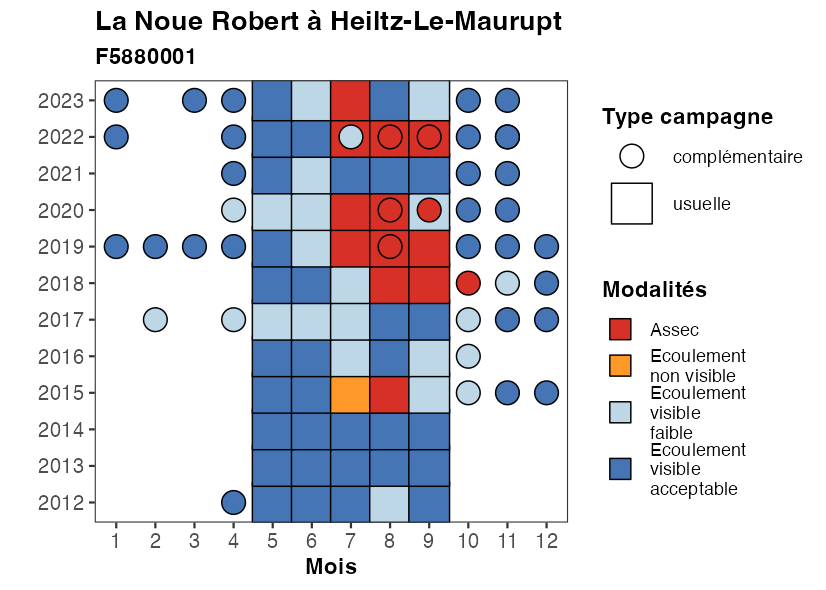 La Noue Robert à Heiltz-Le-Maurupt
F5880001
2023
2022
2021
2020
2019
2018
2017
2016
2015
2014
2013
2012
1 2 3 4 5 6 7 8 9 10 11 12
Mois
Type campagne
complémentaire
usuelle
Modalités
Assec
Ecoulement
non visible
Ecoulement
visible
faible
Ecoulement
visible
acceptable